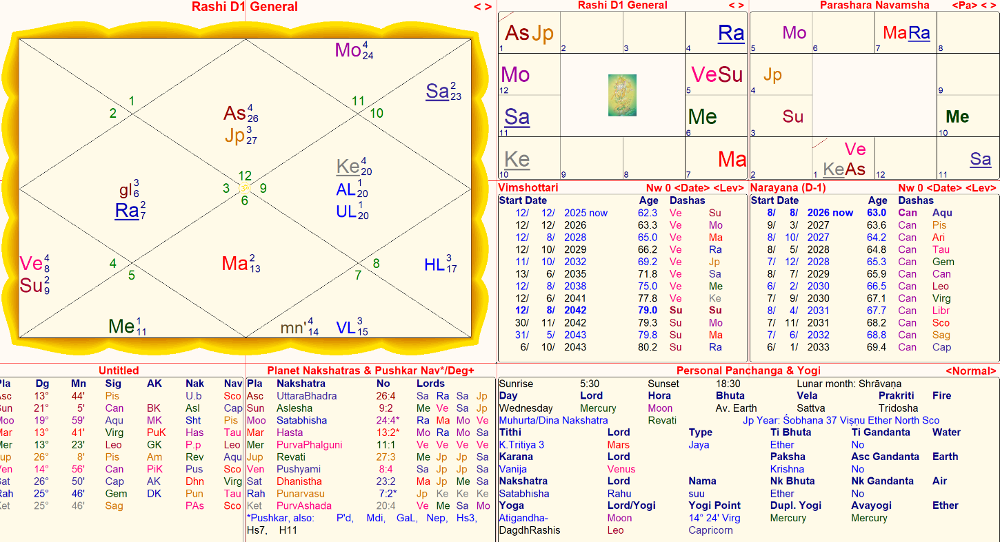 Rashi D1 General < >
Mo 4 24
Sa 2 23
1
2
11
10
As 4 26
Jp 3 27
Ke 4 20
AL 1 20
UL 1 20
gl 3 6
Ra 2 7
12
3 9
6
Ve 4 8
Su 2 9
4
5
Ma 2 13
8
7
HL 3 17
Me 1 11
mn' 4 14
VL 3 15
Rashi D1 General < >
As Jp Ra
1 2 3 4
Mo Ve Su
12 5
Sa Me
11 6
Ke Ma
10 9 8 7
Parashara Navamsha <Pa> < >
Mo Ma Ra
5 6 7 8
Jp
4 9
Su Me
3 10
Ve
Ke As Sa
2 1 12 11
Vimshottari Nw 0 <Date> <Lev>
Start Date Age Dashas
12/ 12/ 2025 now 62.3 Ve Su
12/ 12/ 2026 63.3 Ve Mo
12/ 8/ 2028 65.0 Ve Ma
12/ 10/ 2029 66.2 Ve Ra
11/ 10/ 2032 69.2 Ve Jp
13/ 6/ 2035 71.8 Ve Sa
12/ 8/ 2038 75.0 Ve Me
12/ 6/ 2041 77.8 Ve Ke
12/ 8/ 2042 79.0 Su Su
30/ 11/ 2042 79.3 Su Mo
31/ 5/ 2043 79.8 Su Ma
6/ 10/ 2043 80.2 Su Ra
Narayana (D-1) Nw 0 <Date> <Lev>
Start Date Age Dashas
8/ 8/ 2026 now 63.0 Can Aqu
9/ 3/ 2027 63.6 Can Pis
8/ 10/ 2027 64.2 Can Ari
8/ 5/ 2028 64.8 Can Tau
7/ 12/ 2028 65.3 Can Gem
8/ 7/ 2029 65.9 Can Can
6/ 2/ 2030 66.5 Can Leo
7/ 9/ 2030 67.1 Can Virg
8/ 4/ 2031 67.7 Can Libr
7/ 11/ 2031 68.2 Can Sco
7/ 6/ 2032 68.8 Can Sag
6/ 1/ 2033 69.4 Can Cap
Untitled
Pla Dg Mn Sig AK Nak Nav
Asc 13° 44' Pis U.b Sco
Sun 21° 5' Can BK Asl Cap
Moo 19° 59' Aqu MK Sht Pis
Mar 13° 41' Virg PuK Has Tau
Mer 13° 23' Leo GK P.p Leo
Jup 26° 8' Pis Am Rev Aqu
Ven 14° 56' Can PiK Pus Sco
Sat 26° 50' Cap AK Dhn Virg
Rah 25° 46' Gem DK Pun Tau
Ket 25° 46' Sag PAs Sco
Planet Nakshatras & Pushkar Nav*/Deg+
Pla Nakshatra No Lords
Asc UttaraBhadra 26:4 Sa Ra Sa Jp
Sun Aslesha 9:2 Me Ve Sa Jp
Moo Satabhisha 24:4* Ra Ma Mo Ve
Mar Hasta 13:2* Mo Ra Mo Sa
Mer PurvaPhalguni 11:1 Ve Ve Ve Ve
Jup Revati 27:3 Me Jp Jp Sa
Ven Pushyami 8:4 Sa Jp Jp Sa
Sat Dhanistha 23:2 Ma Jp Me Sa
Rah Punarvasu 7:2* Jp Ke Ke Ke
Ket PurvAshada 20:4 Ve Me Sa Mo
*Pushkar, also: P'd, Mdi, GaL, Nep, Hs3,
Hs7, H11
Personal Panchanga & Yogi <Normal>
Sunrise 5:30 Sunset 18:30 Lunar month: Shrāvaṇa
Day Lord Hora Bhuta Vela Prakriti Fire
Wednesday Mercury Moon Av. Earth Sattva Tridosha
Muhurta/Dina Nakshatra Revati Jp Year: Śobhana 37 Viṣṇu Ether North Sco
Tithi Lord Type Ti Bhuta Ti Gandanta Water
K.Tritiya 3 Mars Jaya Ether No
Karana Lord Paksha Asc Gandanta Earth
Vanija Venus Krishna No
Nakshatra Lord Nama Nk Bhuta Nk Gandanta Air
Satabhisha Rahu suu Ether No
Yoga Lord/Yogi Yogi Point Dupl. Yogi Avayogi Ether
Atigandha- Moon 14° 24' Virg Mercury Mercury
DagdhRashis Leo Capricorn